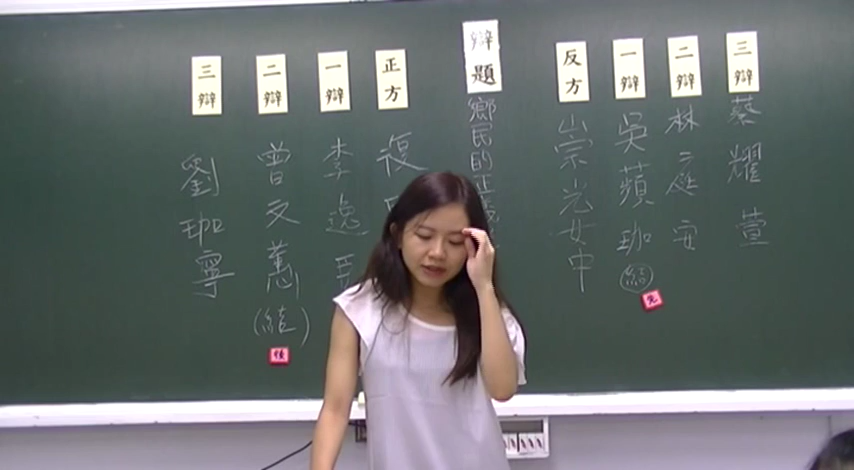 三辯
劉珈寧
二辯
曾文蕙
(結)
後
一辯
李逸
正方
復
辯題
鄉民的正義
反方
崇光女中
一辯
吳蘋珈
結
先
二辯
林庭安
三辯
蔡耀萱